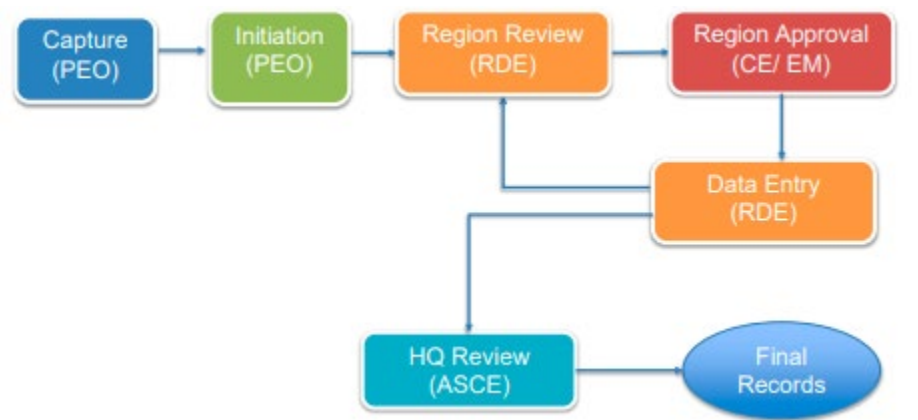 Capture
(PEO)
Initiation
(PEO)
Region Review
(RDE)
Region Approval
(CE/ EM)
Data Entry
(RDE)
HQ Review
(ASCE)
Final
Records